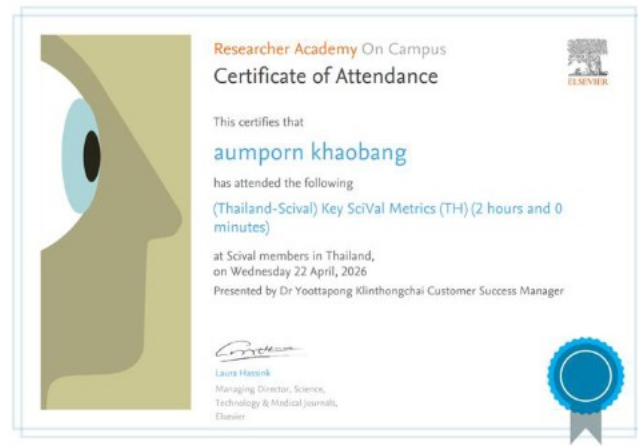 Researcher Academy On Campus
Certificate of Attendance
ELSEVIER
This certifies that
aumporn khaobang
has attended the following
(Thailand-Scival) Key SciVal Metrics (TH) (2 hours and 0
minutes)
at Scival members in Thailand,
on Wednesday 22 April, 2026
Presented by Dr Yoottapong Klinthongchai Customer Success Manager
Laura Hassink
Managing Director, Science,
Technology & Medical Journals,
Elsevier